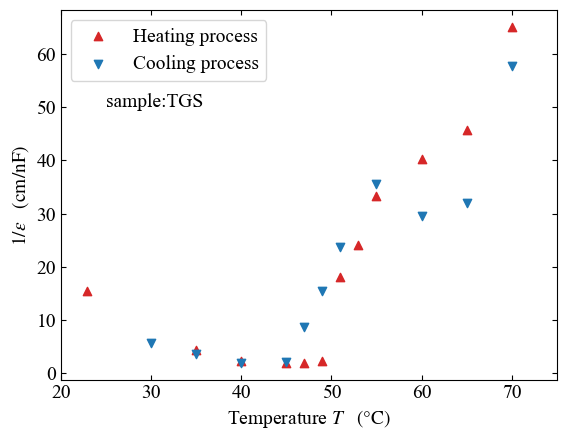 Heating process
Cooling process
sample:TGS
1/ε (cm/nF)
60
50
40
30
20
10
0
20 30 40 50 60 70
Temperature T (°C)